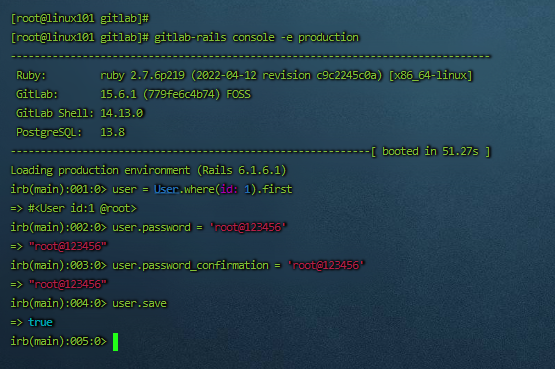 [root@linux101 gitlab]#
[root@linux101 gitlab]# gitlab-rails console -e production
--------------------------------------------------------------------------------
 Ruby:         ruby 2.7.6p219 (2022-04-12 revision c9c2245c0a) [x86_64-linux]
 GitLab:       15.6.1 (779fe6c4b74) FOSS
 GitLab Shell: 14.13.0
 PostgreSQL:   13.8
------------------------------------------------------------[ booted in 51.27s ]
Loading production environment (Rails 6.1.6.1)
irb(main):001:0> user = User.where(id: 1).first
=> #<User id:1 @root>
irb(main):002:0> user.password = 'root@123456'
=> "root@123456"
irb(main):003:0> user.password_confirmation = 'root@123456'
=> "root@123456"
irb(main):004:0> user.save
=> true
irb(main):005:0>